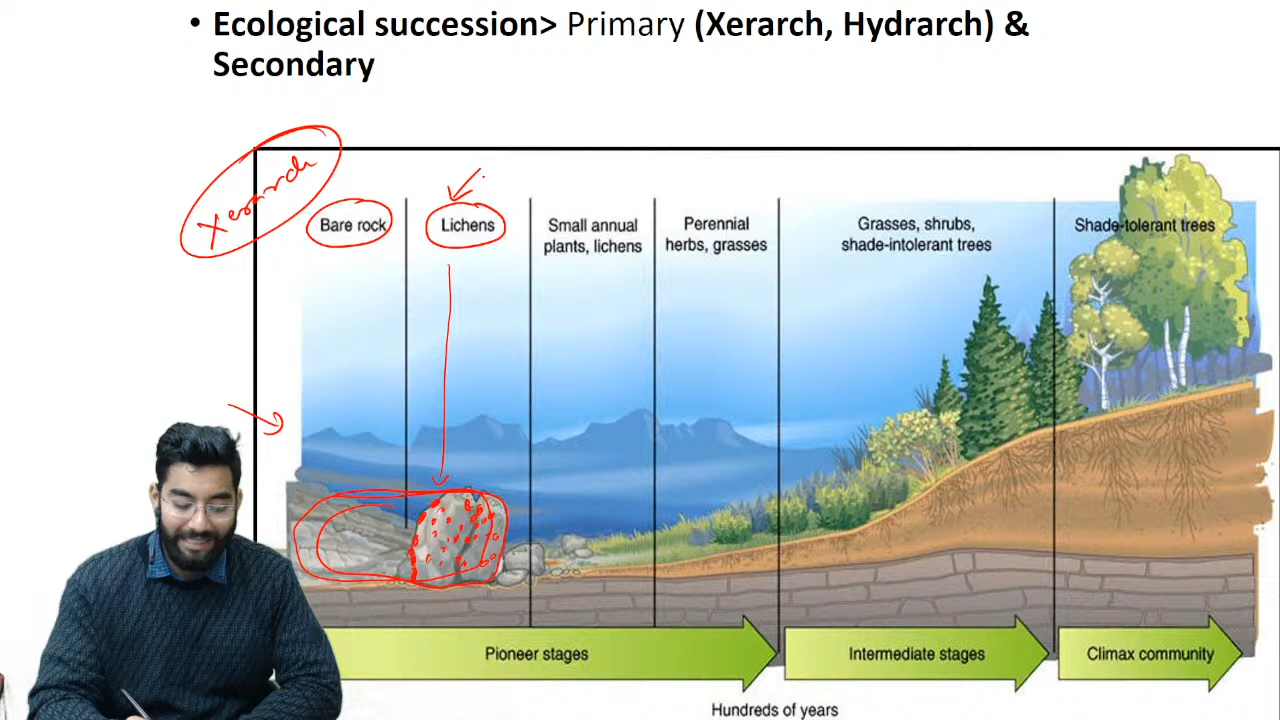 • Ecological succession> Primary (Xerarch, Hydrarch) &
Secondary
Xerarch
Bare rock
Lichens
Small annual
plants, lichens
Perennial
herbs, grasses
Grasses, shrubs,
shade-intolerant trees
Shade-tolerant trees
Pioneer stages
Intermediate stages
Climax community
Hundreds of years